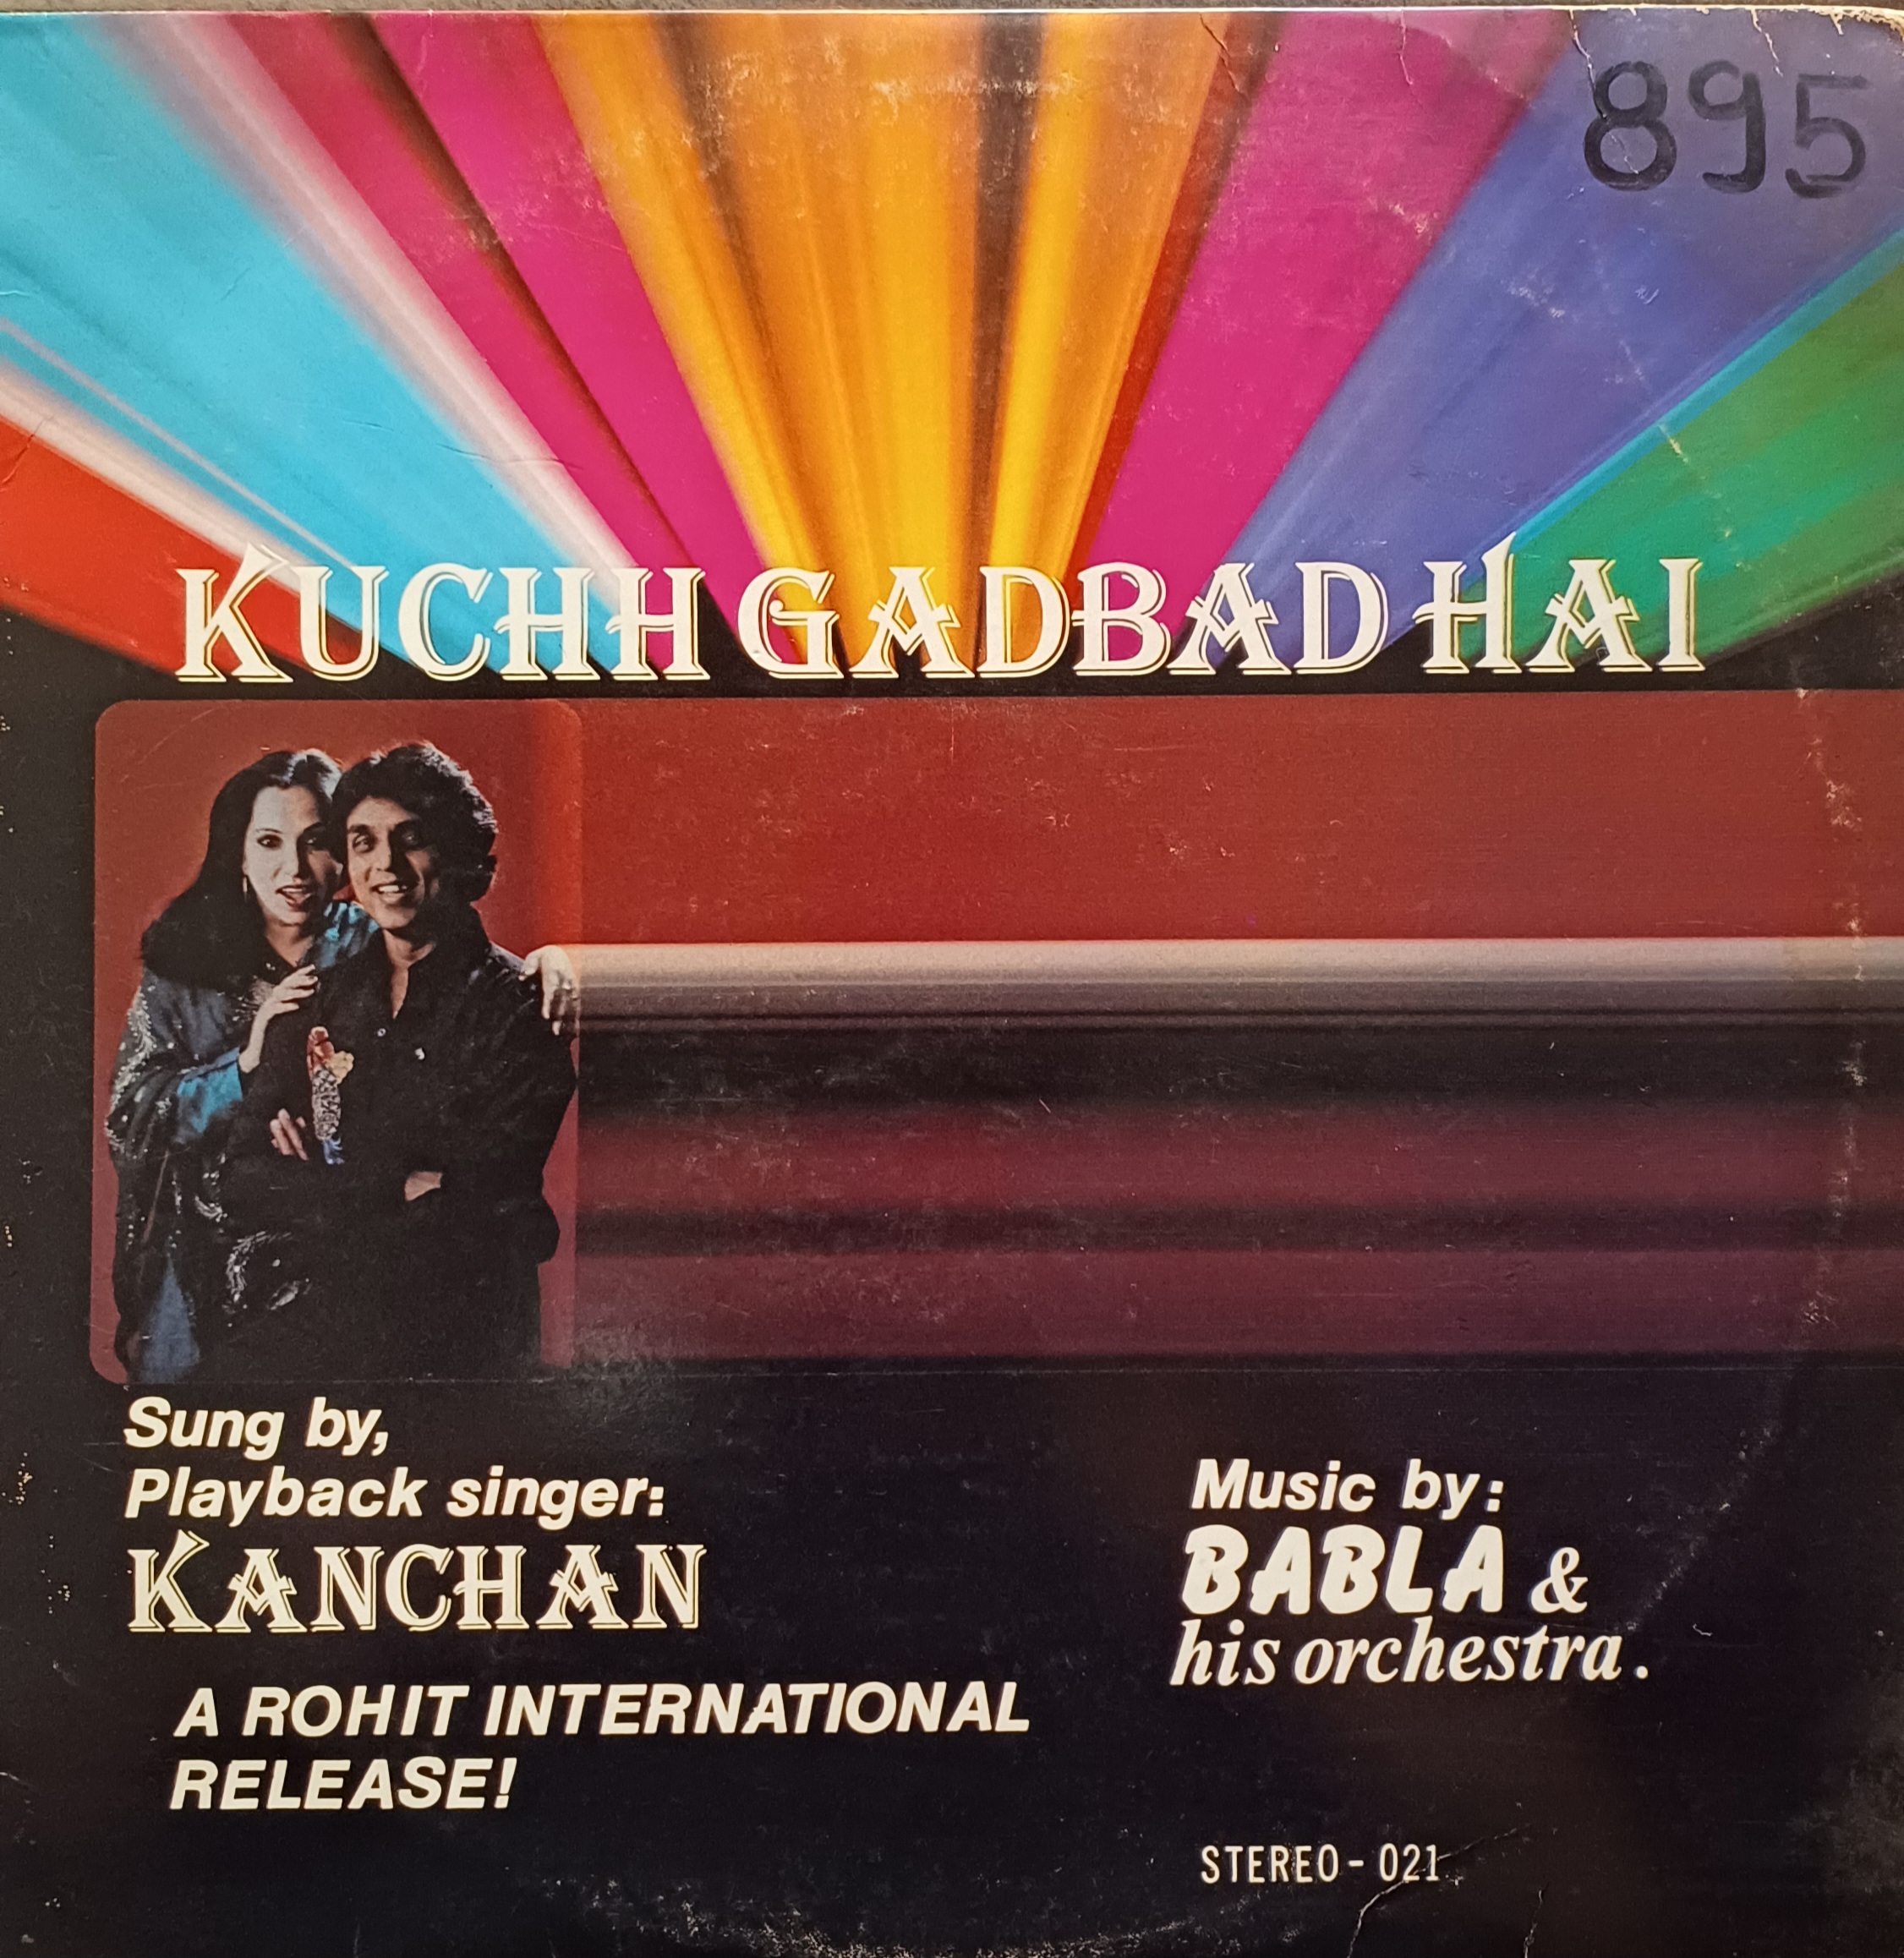 895
KUCHH GADBAD HAI
Sung by,
Playback singer:
KANCHAN
Music by:
BABLA &
his orchestra.
A ROHIT INTERNATIONAL
RELEASE!
STEREO - 021